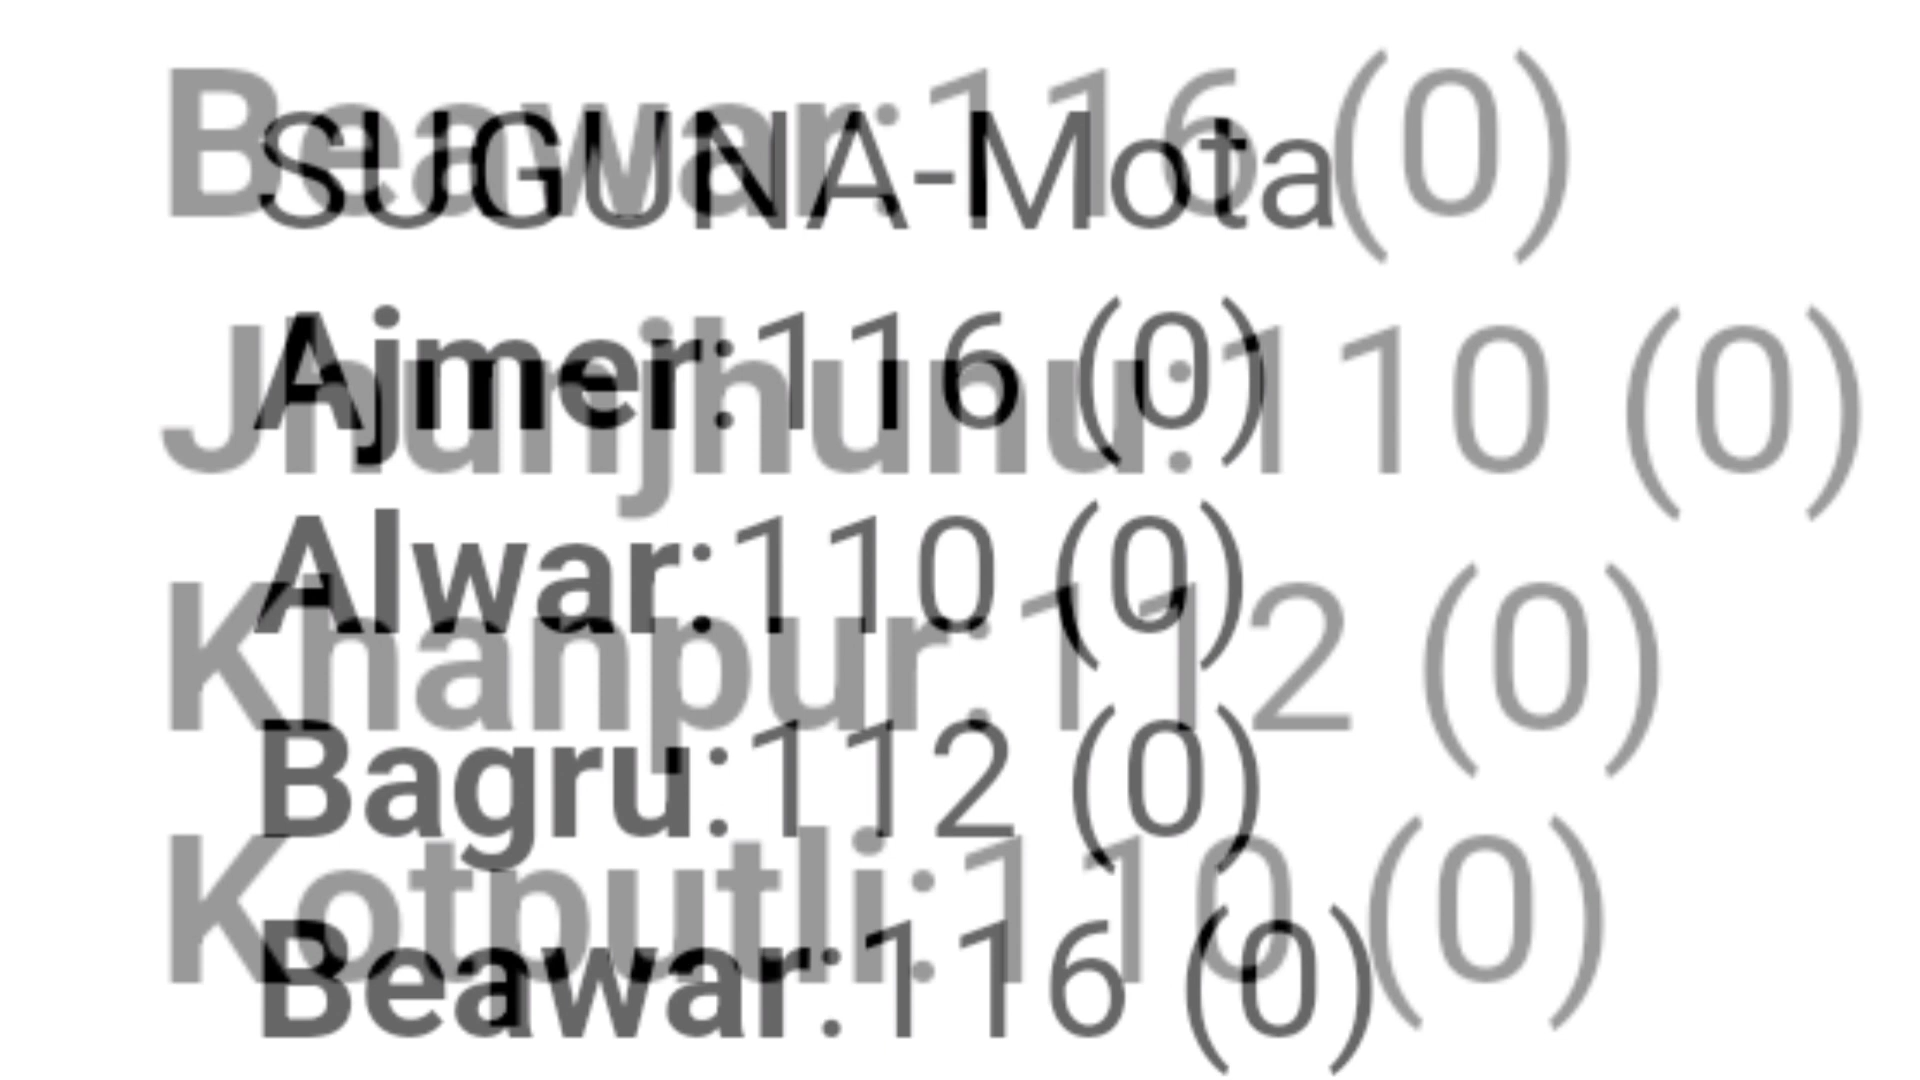 Beawar:116 (0)
SUGUNA-Mota
Ajmer:116 (0)
Jhunjhunu:110 (0)
Alwar:110 (0)
Khanpur:112 (0)
Bagru:112 (0)
Kotputli:110 (0)
Beawar:116 (0)